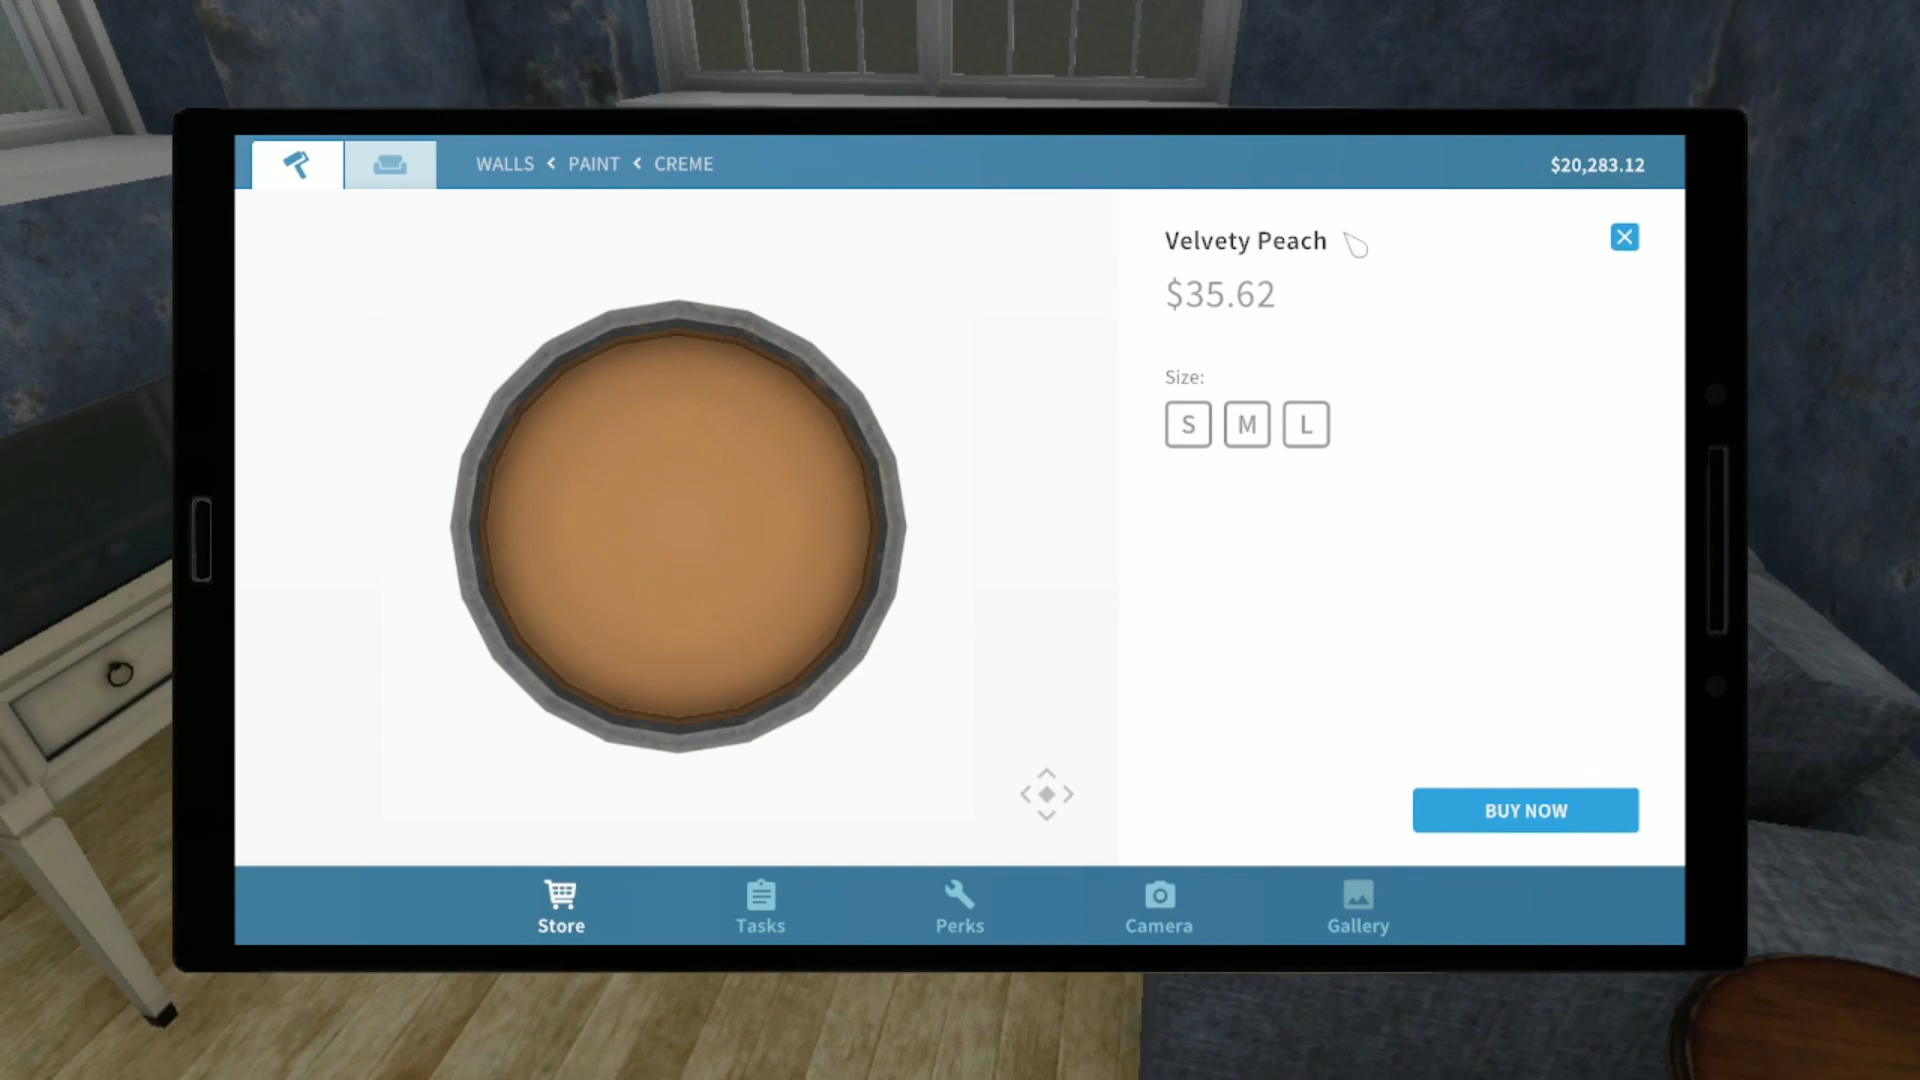 WALLS < PAINT < CREME
$20,283.12
Velvety Peach
$35.62
Size:
S M L
BUY NOW
Store
Tasks
Perks
Camera
Gallery